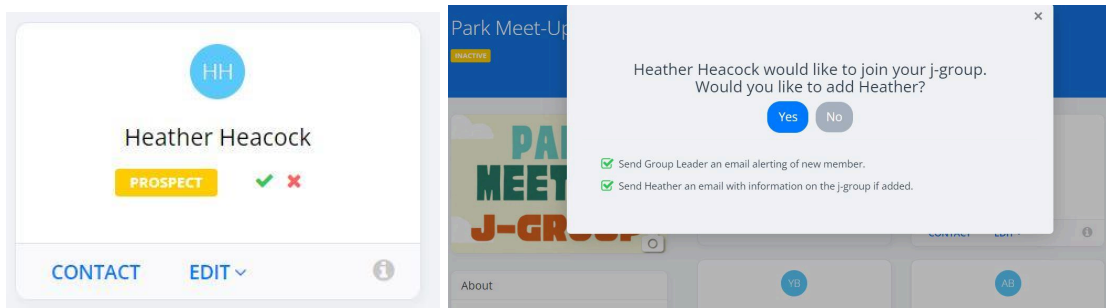 HH
Heather Heacock
PROSPECT
CONTACT EDIT
Park Meet-Up
INACTIVE
×
Heather Heacock would like to join your j-group.
Would you like to add Heather?
Yes No
Send Group Leader an email alerting of new member.
Send Heather an email with information on the j-group if added.
PA
MEET
J-GROUP
CONTACT EDIT
About
YB
AB